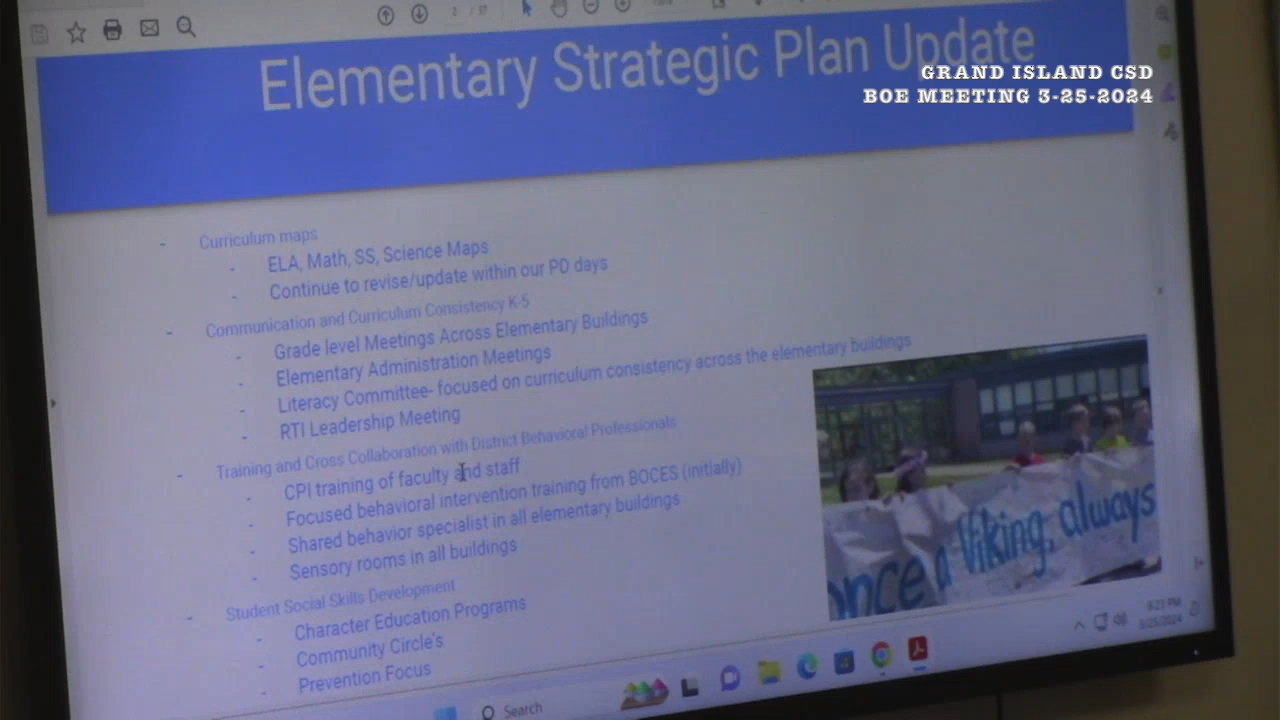 2 / 37
Elementary Strategic Plan Update
GRAND ISLAND CSD
BOE MEETING 3-25-2024
- Curriculum maps
- ELA, Math, SS, Science Maps
- Continue to revise/update within our PD days
- Communication and Curriculum Consistency K-5
- Grade level Meetings Across Elementary Buildings
- Elementary Administration Meetings
- Literacy Committee- focused on curriculum consistency across the elementary buildings
- RTI Leadership Meeting
- Training and Cross Collaboration with District Behavioral Professionals
- CPI training of faculty and staff
- Focused behavioral intervention training from BOCES (initially)
- Shared behavior specialist in all elementary buildings
- Sensory rooms in all buildings
- Student Social Skills Development
- Character Education Programs
- Community Circle's
- Prevention Focus
once a Viking, always
Search
3/25/2024